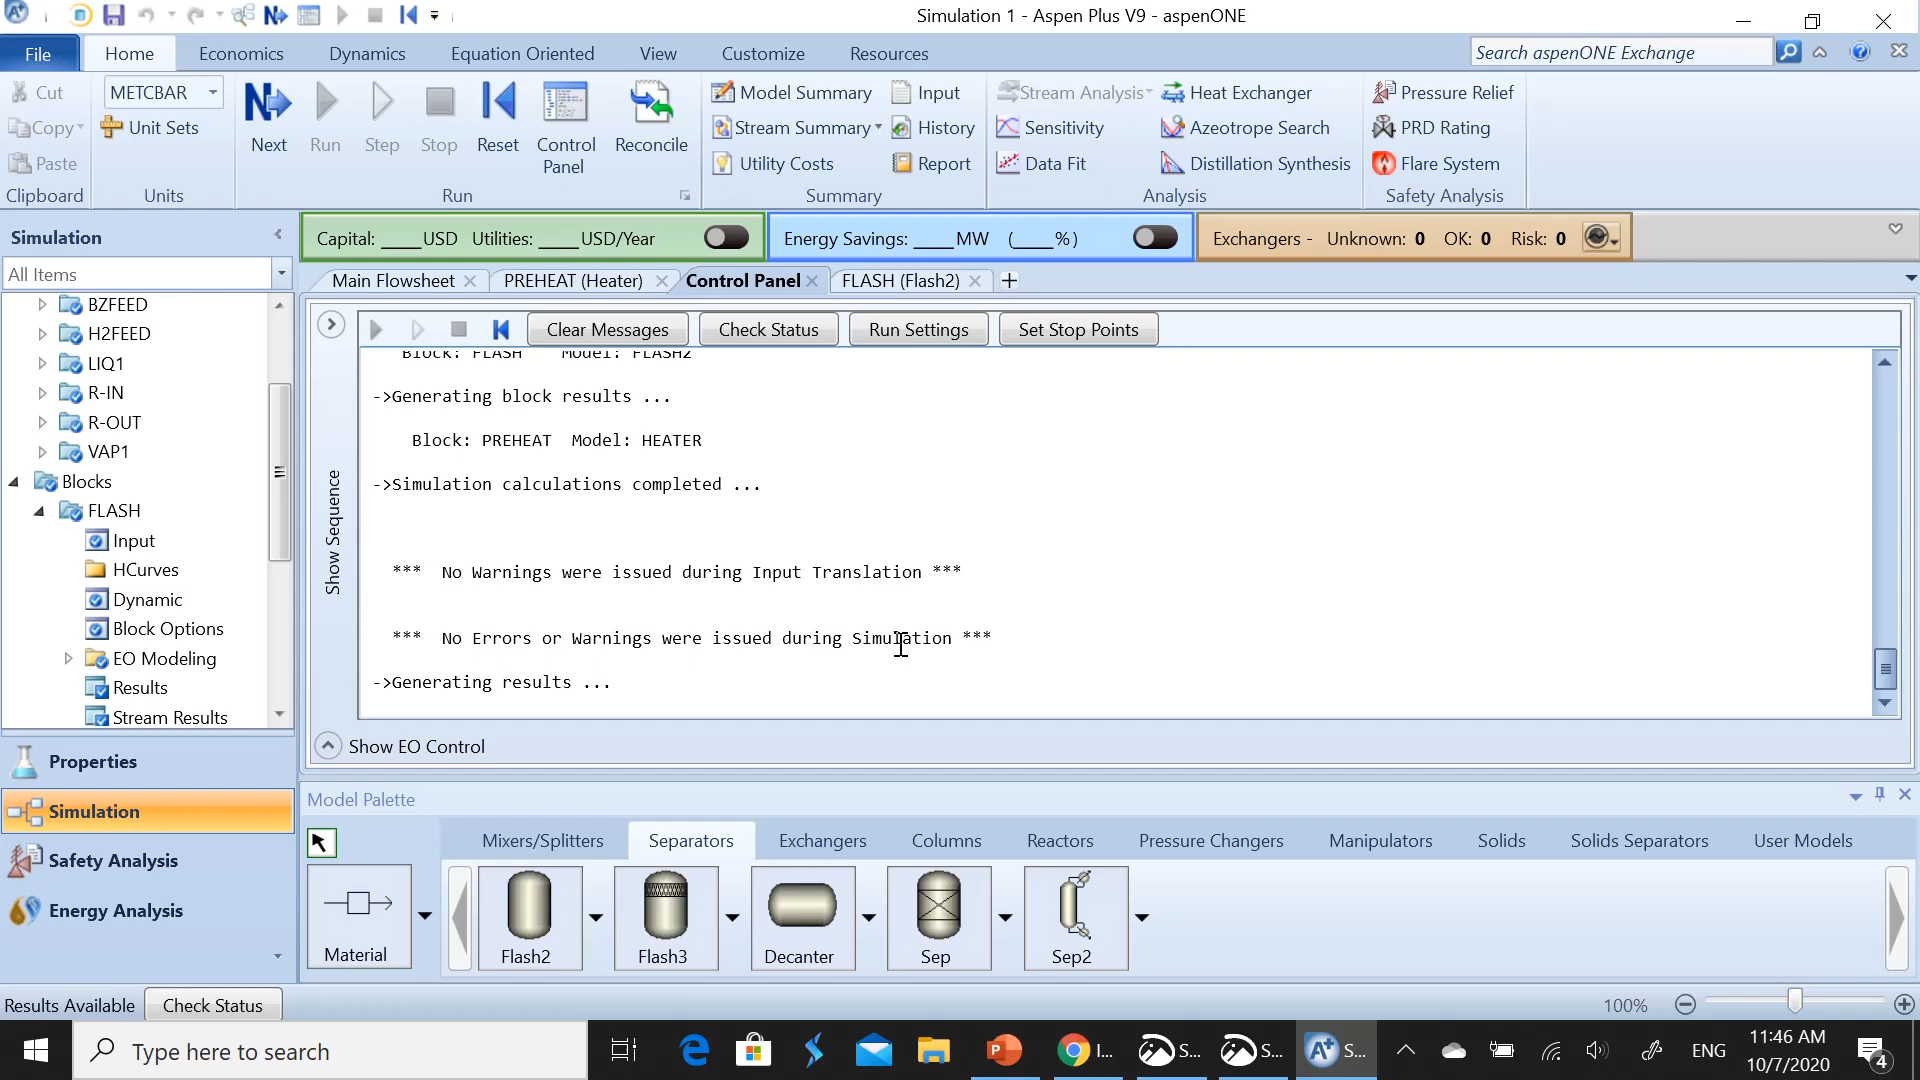 Simulation 1 - Aspen Plus V9 - aspenONE
File Home Economics Dynamics Equation Oriented View Customize Resources Search aspenONE Exchange
Cut METCBAR Model Summary Input Stream Analysis Heat Exchanger Pressure Relief
Copy Unit Sets Stream Summary History Sensitivity Azeotrope Search PRD Rating
Next Run Step Stop Reset Control Panel Reconcile
Paste Utility Costs Report Data Fit Distillation Synthesis Flare System
Clipboard Units Run Summary Analysis Safety Analysis
Simulation
Capital: ____USD Utilities: ____USD/Year Energy Savings: ____MW (____%) Exchangers - Unknown: 0 OK: 0 Risk: 0
All Items
Main Flowsheet PREHEAT (Heater) Control Panel FLASH (Flash2)
BZFEED
H2FEED
LIQ1
R-IN
R-OUT
VAP1
Blocks
FLASH
Input
HCurves
Dynamic
Block Options
EO Modeling
Results
Stream Results
Clear Messages Check Status Run Settings Set Stop Points
Show Sequence
Block: FLASH Model: FLASH2
->Generating block results ...
Block: PREHEAT Model: HEATER
->Simulation calculations completed ...
*** No Warnings were issued during Input Translation ***
*** No Errors or Warnings were issued during Simulation ***
->Generating results ...
Show EO Control
Properties
Simulation
Safety Analysis
Energy Analysis
Model Palette
Mixers/Splitters Separators Exchangers Columns Reactors Pressure Changers Manipulators Solids Solids Separators User Models
Material Flash2 Flash3 Decanter Sep Sep2
Results Available Check Status 100%
Type here to search I... S... S... S... ENG 11:46 AM
10/7/2020 4